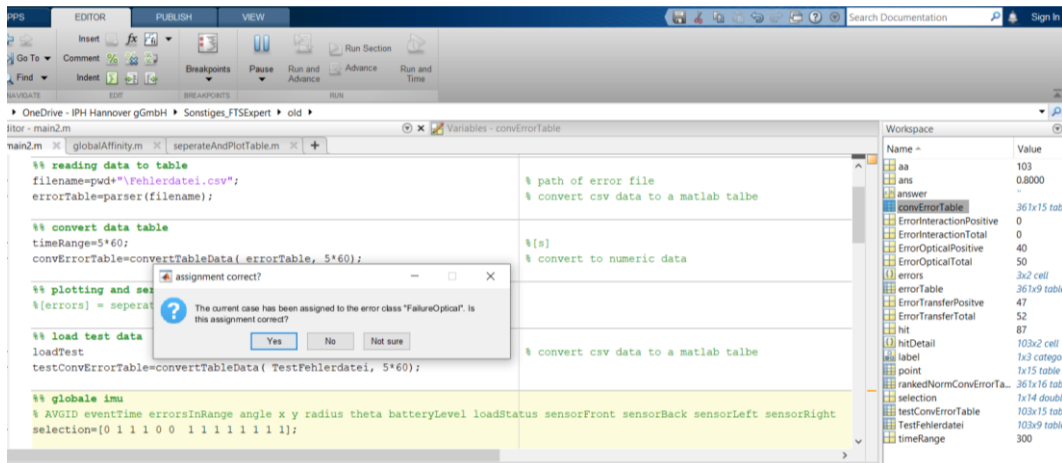 PPS EDITOR PUBLISH VIEW Search Documentation Sign In
Insert fx
Go To Comment % Breakpoints Pause Run and Advance Run Section Advance Run and Time
Find Indent
NAVIGATE EDIT BREAKPOINTS RUN
OneDrive - IPH Hannover gGmbH Sonstiges_FTSExpert old
ditor - main2.m Variables - convErrorTable
main2.m globalAffinity.m seperateAndPlotTable.m +
%% reading data to table
filename=pwd+"\Fehlerdatei.csv"; % path of error file
errorTable=parser(filename); % convert csv data to a matlab talbe
%% convert data table
timeRange=5*60; %[s]
convErrorTable=convertTableData( errorTable, 5*60); % convert to numeric data
%% plotting and se
%[errors] = seperat
%% load test data
loadTest % convert csv data to a matlab talbe
testConvErrorTable=convertTableData( TestFehlerdatei, 5*60);
%% globale imu
% AVGID eventTime errorsInRange angle x y radius theta batteryLevel loadStatus sensorFront sensorBack sensorLeft sensorRight
selection=[0 1 1 1 0 0 1 1 1 1 1 1 1 1];
assignment correct?
The current case has been assigned to the error class "FailureOptical". Is
this assignment correct?
Yes No Not sure
Workspace
Name Value
aa 103
ans 0.8000
answer
convErrorTable 361x15 tab
ErrorInteractionPositive 0
ErrorInteractionTotal 0
ErrorOpticalPositive 40
ErrorOpticalTotal 50
errors 3x2 cell
errorTable 361x9 table
ErrorTransferPositve 47
ErrorTransferTotal 52
hit 87
hitDetail 103x2 cell
label 1x3 catego
point 1x15 table
rankedNormConvErrorTa... 361x16 tab
selection 1x14 doubl
testConvErrorTable 103x15 tab
TestFehlerdatei 103x9 table
timeRange 300